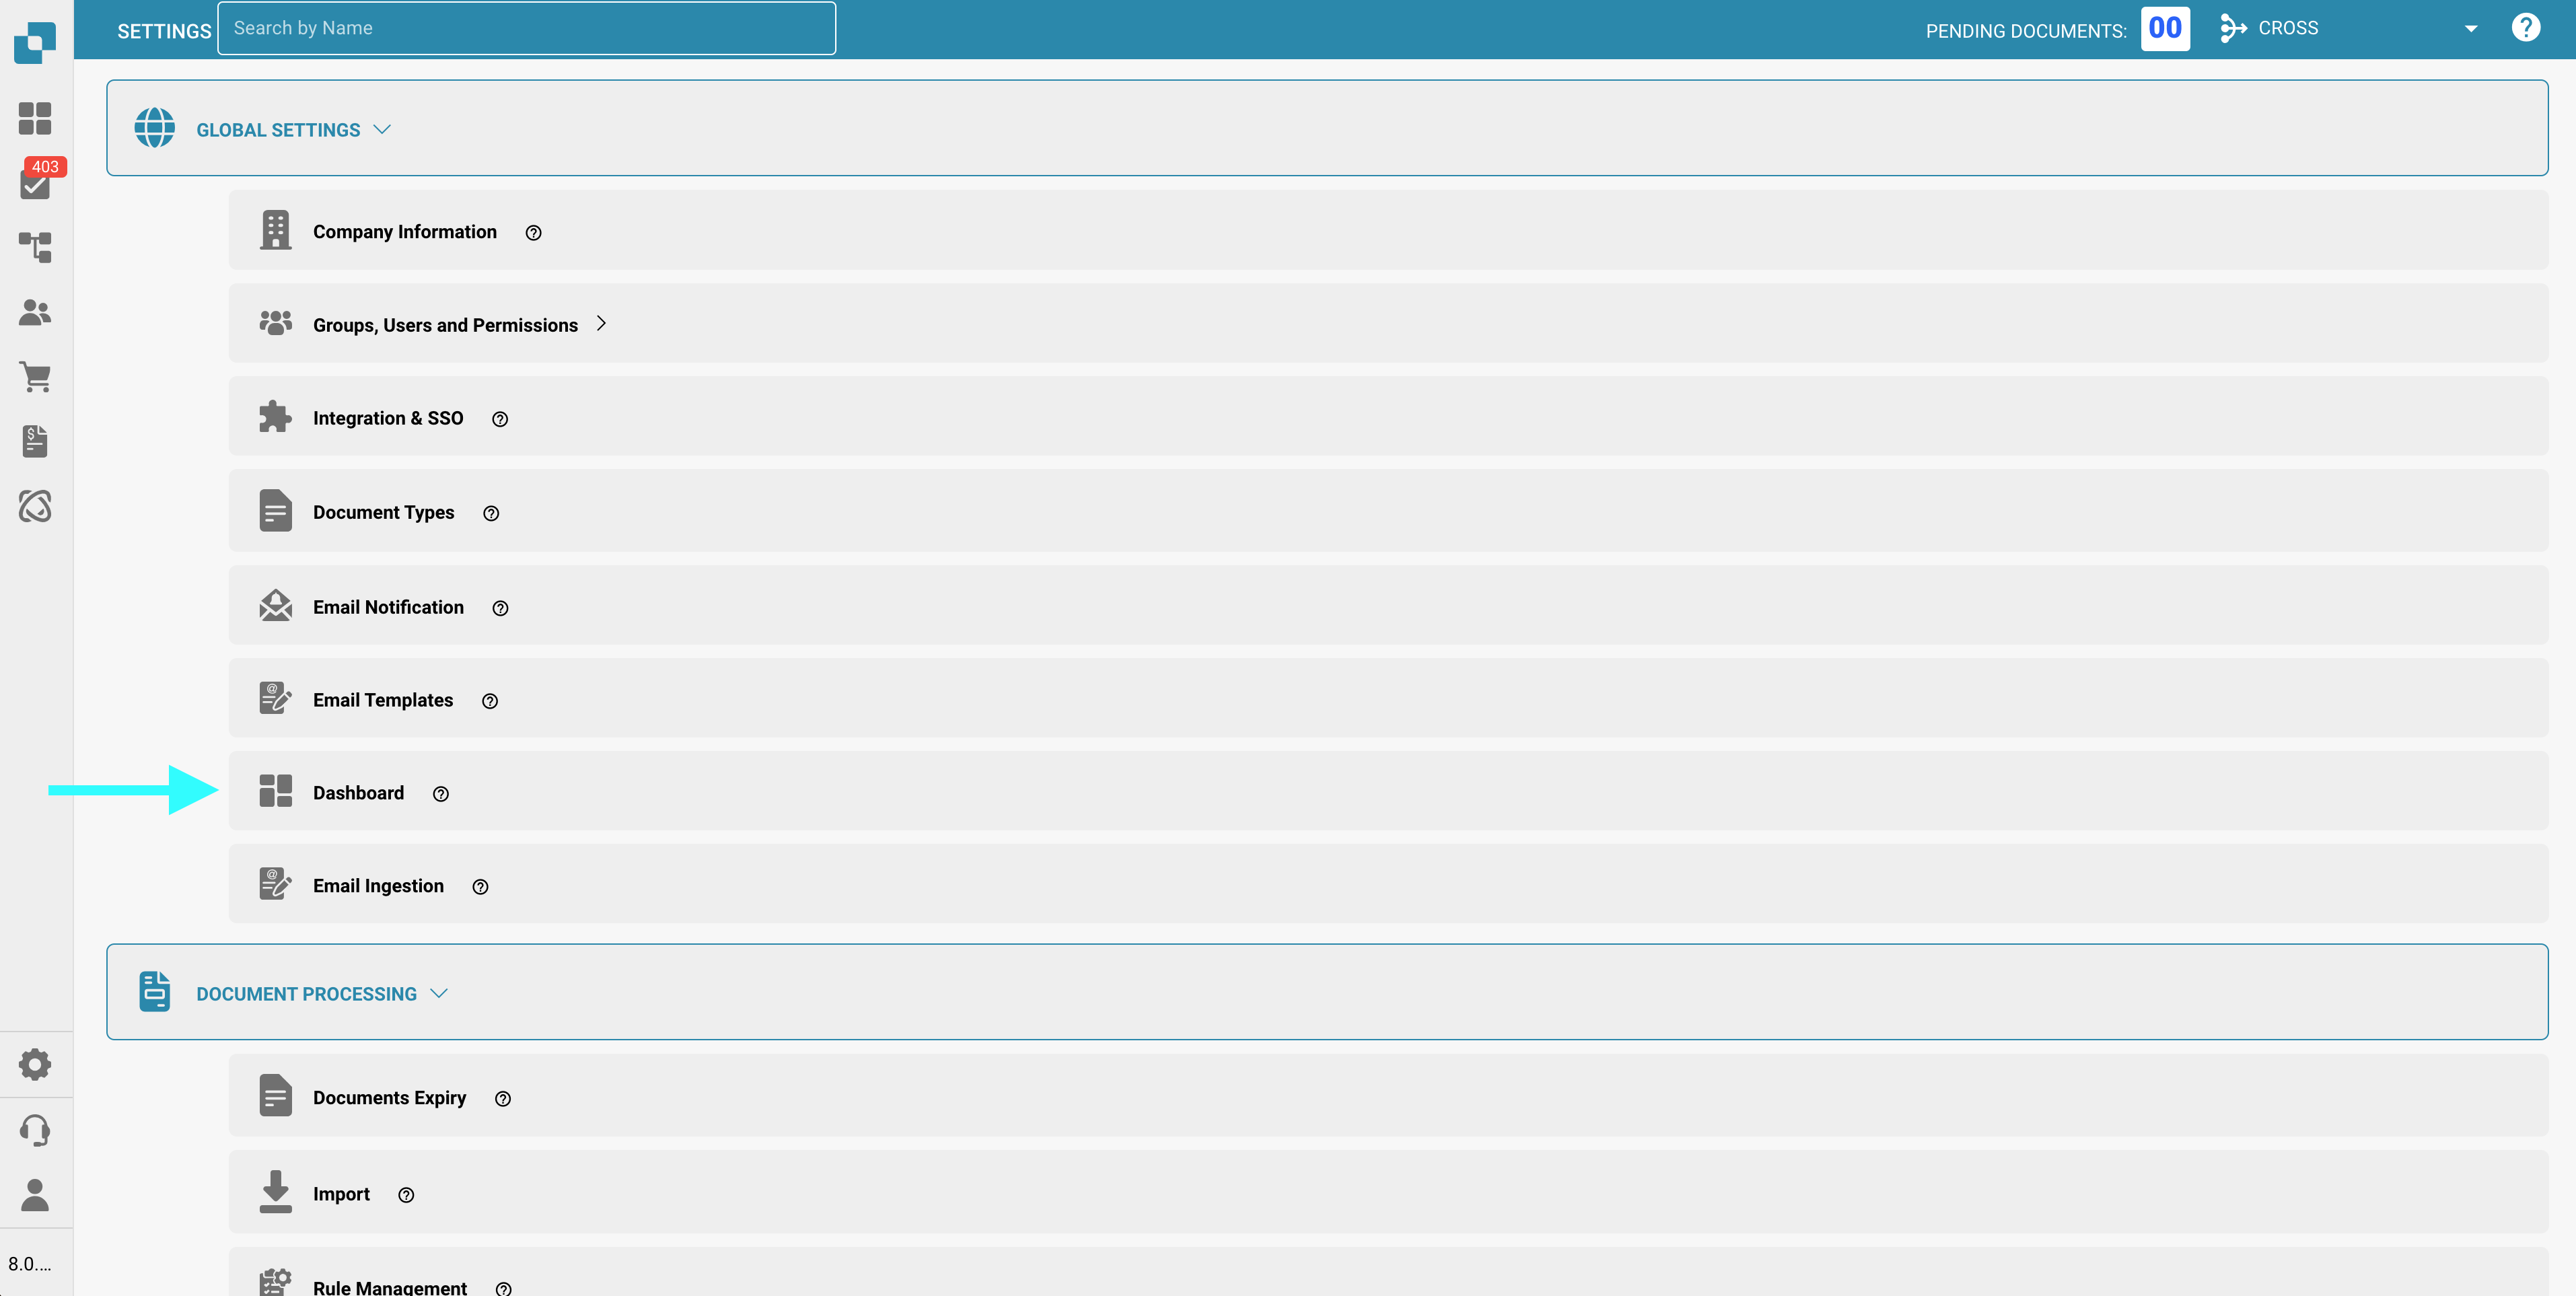 SETTINGS
Search by Name
PENDING DOCUMENTS: 00
CROSS
403
GLOBAL SETTINGS
Company Information
Groups, Users and Permissions
Integration & SSO
Document Types
Email Notification
Email Templates
Dashboard
Email Ingestion
DOCUMENT PROCESSING
Documents Expiry
Import
Rule Management
8.0....